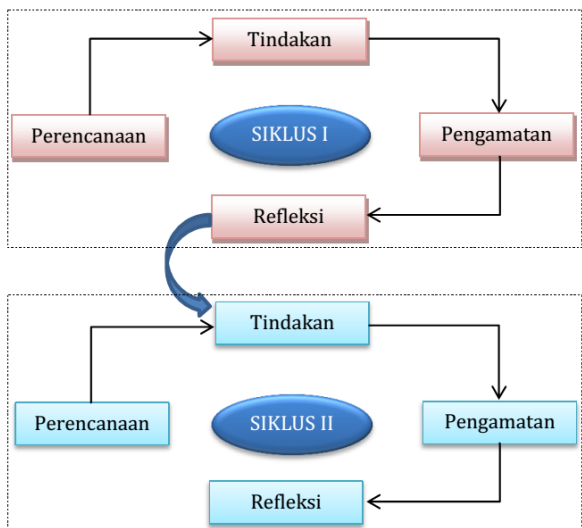 Tindakan
Perencanaan
SIKLUS I
Pengamatan
Refleksi
Tindakan
Perencanaan
SIKLUS II
Pengamatan
Refleksi